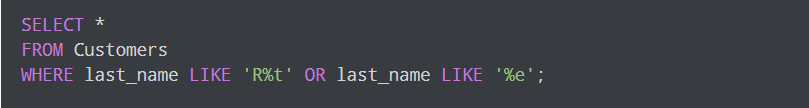 SELECT *
FROM Customers
WHERE last_name LIKE 'R%t' OR last_name LIKE '%e';